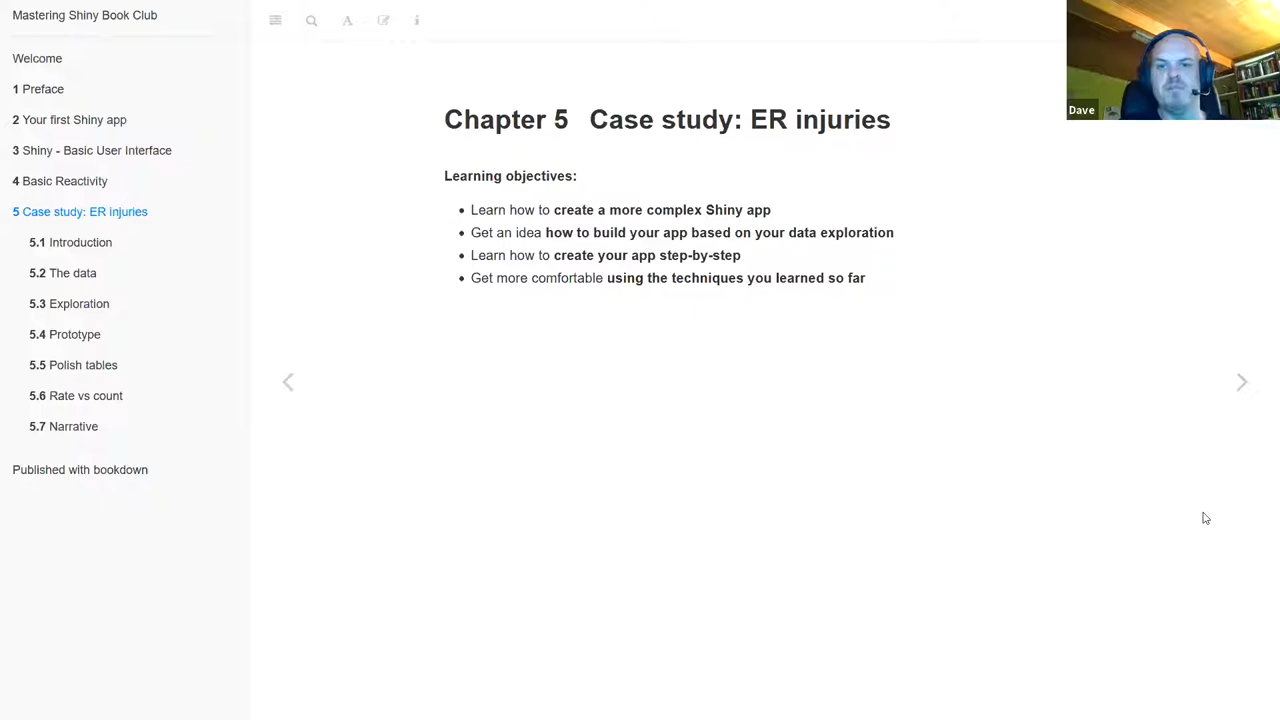 Mastering Shiny Book Club
Welcome
1 Preface
2 Your first Shiny app
3 Shiny - Basic User Interface
4 Basic Reactivity
5 Case study: ER injuries
5.1 Introduction
5.2 The data
5.3 Exploration
5.4 Prototype
5.5 Polish tables
5.6 Rate vs count
5.7 Narrative
Published with bookdown
A
Chapter 5 Case study: ER injuries
Learning objectives:
• Learn how to create a more complex Shiny app
• Get an idea how to build your app based on your data exploration
• Learn how to create your app step-by-step
• Get more comfortable using the techniques you learned so far
Dave